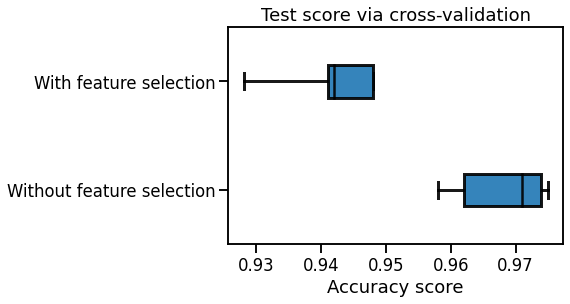 Test score via cross-validation
With feature selection
Without feature selection
0.93 0.94 0.95 0.96 0.97
Accuracy score